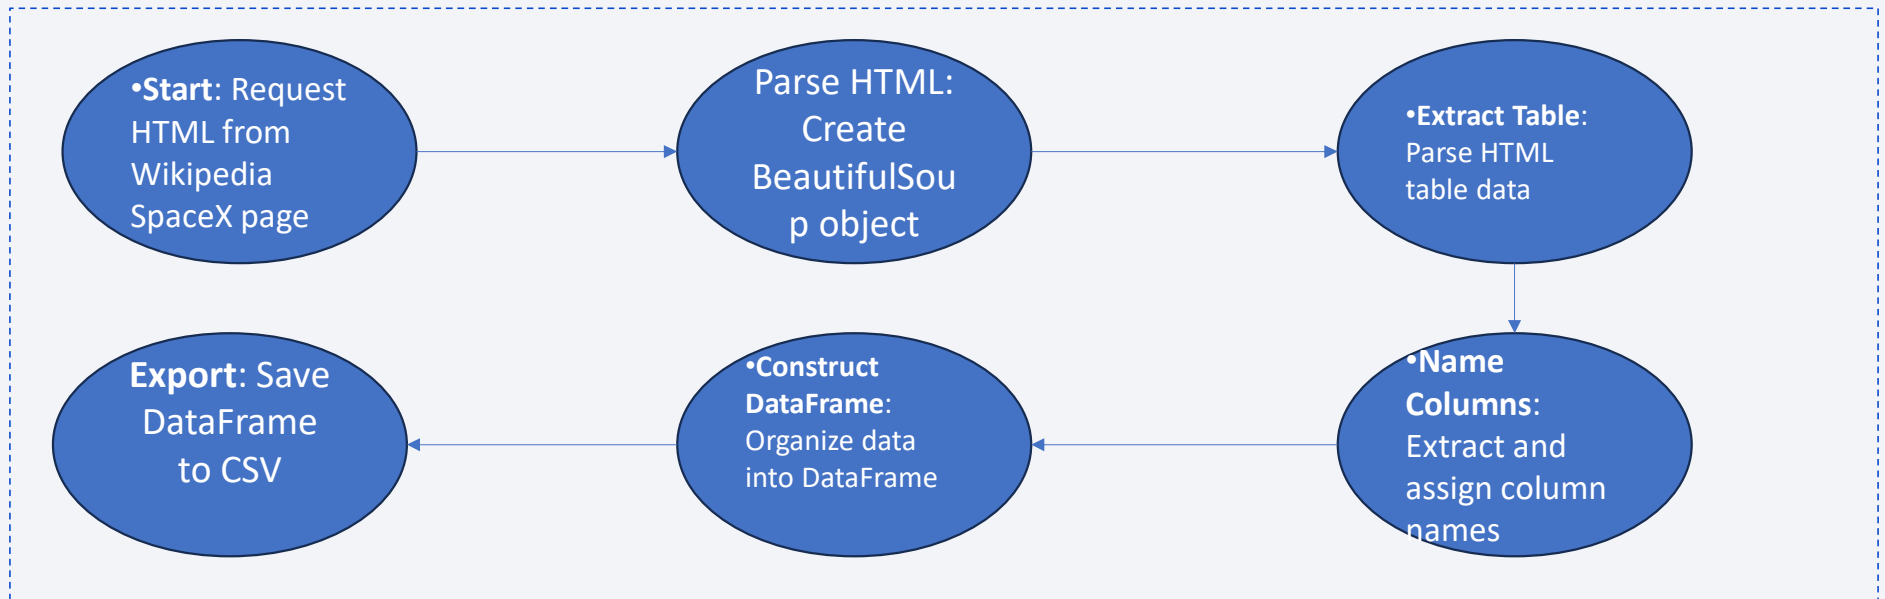 •Start: Request
HTML from
Wikipedia
SpaceX page
Parse HTML:
Create
BeautifulSou
p object
•Extract Table:
Parse HTML
table data
•Name
Columns:
Extract and
assign column
names
•Construct
DataFrame:
Organize data
into DataFrame
Export: Save
DataFrame
to CSV